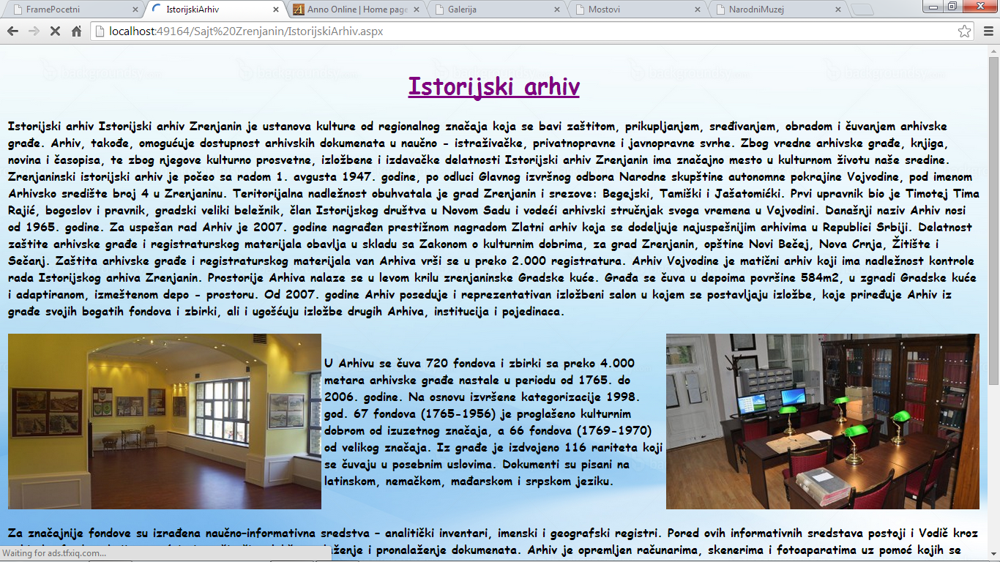 FramePocetni
IstorijskiArhiv
Anno Online | Home page
Galerija
Mostovi
NarodniMuzej
localhost:49164/Sajt%20Zrenjanin/IstorijskiArhiv.aspx
Istorijski arhiv
Istorijski arhiv Istorijski arhiv Zrenjanin je ustanova kulture od regionalnog značaja koja se bavi zaštitom, prikupljanjem, sređivanjem, obradom i čuvanjem arhivske
građe. Arhiv, takođe, omogućuje dostupnost arhivskih dokumenata u naučno - istraživačke, privatnopravne i javnopravne svrhe. Zbog vredne arhivske građe, knjiga,
novina i časopisa, te zbog njegove kulturno prosvetne, izložbene i izdavačke delatnosti Istorijski arhiv Zrenjanin ima značajno mesto u kulturnom životu naše sredine.
Zrenjaninski istorijski arhiv je počeo sa radom 1. avgusta 1947. godine, po odluci Glavnog izvršnog odbora Narodne skupštine autonomne pokrajine Vojvodine, pod imenom
Arhivsko središte broj 4 u Zrenjaninu. Teritorijalna nadležnost obuhvatala je grad Zrenjanin i srezove: Begejski, Tamiški i Jašatomićki. Prvi upravnik bio je Timotej Tima
Rajić, bogoslov i pravnik, gradski veliki beležnik, član Istorijskog društva u Novom Sadu i vodeći arhivski stručnjak svoga vremena u Vojvodini. Današnji naziv Arhiv nosi
od 1965. godine. Za uspešan rad Arhiv je 2007. godine nagrađen prestižnom nagradom Zlatni arhiv koja se dodeljuje najuspešnijim arhivima u Republici Srbiji. Delatnost
zaštite arhivske građe i registraturskog materijala obavlja u skladu sa Zakonom o kulturnim dobrima, za grad Zrenjanin, opštine Novi Bečej, Nova Crnja, Žitište i
Sečanj. Zaštita arhivske građe i registraturskog materijala van Arhiva vrši se u preko 2.000 registratura. Arhiv Vojvodine je matični arhiv koji ima nadležnost kontrole
rada Istorijskog arhiva Zrenjanin. Prostorije Arhiva nalaze se u levom krilu zrenjaninske Gradske kuće. Građa se čuva u depoima površine 584m2, u zgradi Gradske kuće
i adaptiranom, izmeštenom depo - prostoru. Od 2007. godine Arhiv poseduje i reprezentativan izložbeni salon u kojem se postavljaju izložbe, koje priređuje Arhiv iz
građe svojih bogatih fondova i zbirki, ali i ugošćuju izložbe drugih Arhiva, institucija i pojedinaca.
U Arhivu se čuva 720 fondova i zbirki sa preko 4.000
metara arhivske građe nastale u periodu od 1765. do
2006. godine. Na osnovu izvršene kategorizacije 1998.
god. 67 fondova (1765-1956) je proglašeno kulturnim
dobrom od izuzetnog značaja, a 66 fondova (1769-1970)
od velikog značaja. Iz građe je izdvojeno 116 rariteta koji
se čuvaju u posebnim uslovima. Dokumenti su pisani na
latinskom, nemačkom, mađarskom i srpskom jeziku.
Za značajnije fondove su izrađena naučno-informativna sredstva - analitički inventari, imenski i geografski registri. Pored ovih informativnih sredstava postoji i Vodič kroz
i pronalaženje dokumenata. Arhiv je opremljen računarima, skenerima i fotoaparatima uz pomoć kojih se
Waiting for ads.tfxiq.com...